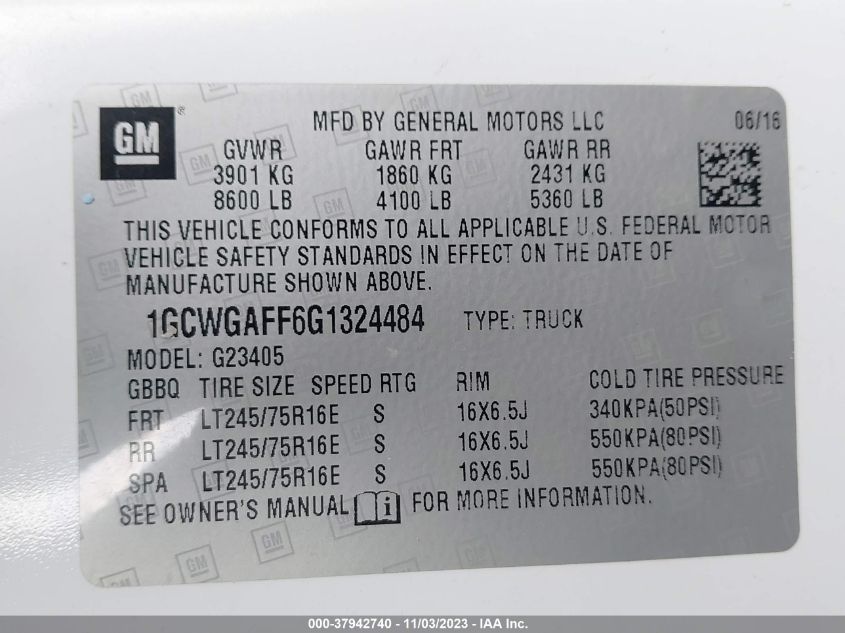 GM ®
MFD BY GENERAL MOTORS LLC 06/16
GVWR GAWR FRT GAWR RR
3901 KG 1860 KG 2431 KG
8600 LB 4100 LB 5360 LB
THIS VEHICLE CONFORMS TO ALL APPLICABLE U.S. FEDERAL MOTOR
VEHICLE SAFETY STANDARDS IN EFFECT ON THE DATE OF
MANUFACTURE SHOWN ABOVE.
1GCWGAFF6G1324484 TYPE: TRUCK
MODEL: G23405
GBBQ TIRE SIZE SPEED RTG RIM COLD TIRE PRESSURE
FRT LT245/75R16E S 16X6.5J 340KPA(50PSI)
RR LT245/75R16E S 16X6.5J 550KPA(80PSI)
SPA LT245/75R16E S 16X6.5J 550KPA(80PSI)
SEE OWNER'S MANUAL i FOR MORE INFORMATION.
000-37942740 - 11/03/2023 - IAA Inc.